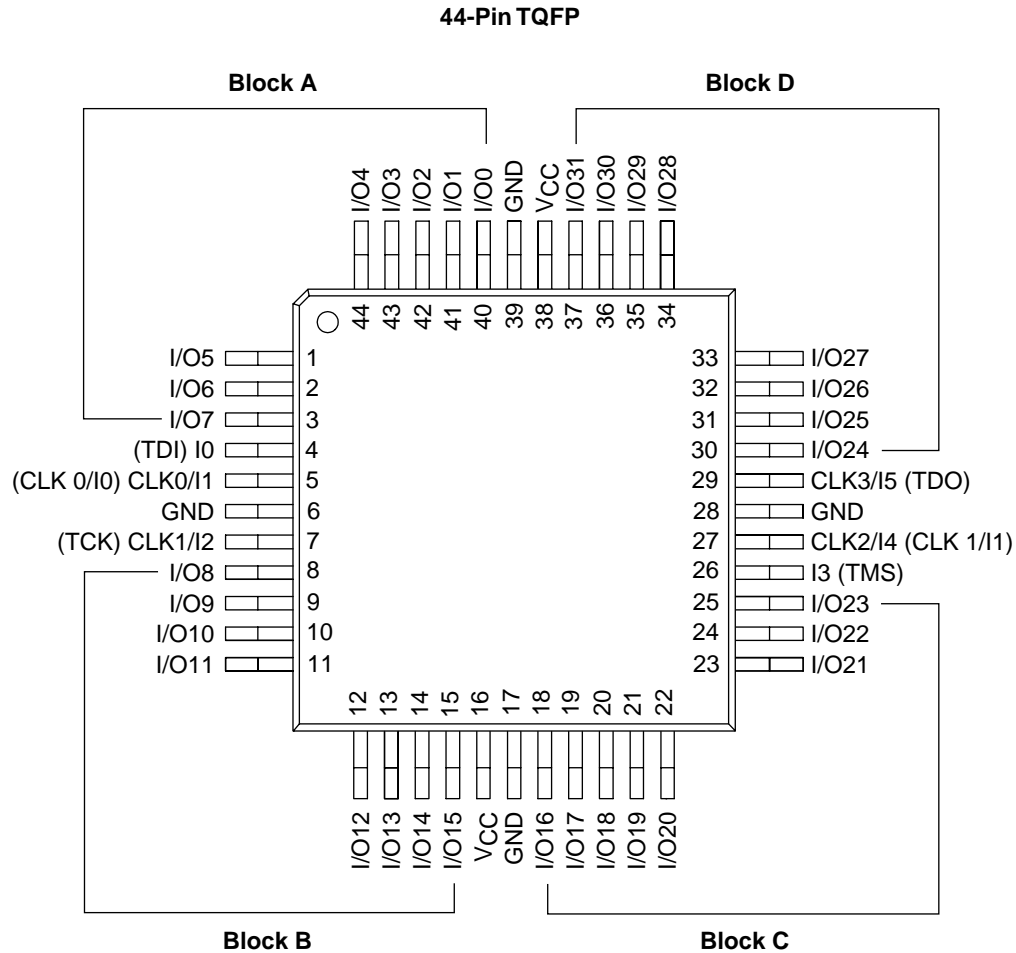 44-Pin TQFP
Block A
Block D
I/O4
I/O3
I/O2
I/O1
I/O0
GND
VCC
I/O31
I/O30
I/O29
I/O28
44
43
42
41
40
39
38
37
36
35
34
I/O5 1
I/O6 2
I/O7 3
(TDI) I0 4
(CLK 0/I0) CLK0/I1 5
GND 6
(TCK) CLK1/I2 7
I/O8 8
I/O9 9
I/O10 10
I/O11 11
33 I/O27
32 I/O26
31 I/O25
30 I/O24
29 CLK3/I5 (TDO)
28 GND
27 CLK2/I4 (CLK 1/I1)
26 I3 (TMS)
25 I/O23
24 I/O22
23 I/O21
12
13
14
15
16
17
18
19
20
21
22
I/O12
I/O13
I/O14
I/O15
VCC
GND
I/O16
I/O17
I/O18
I/O19
I/O20
Block B
Block C